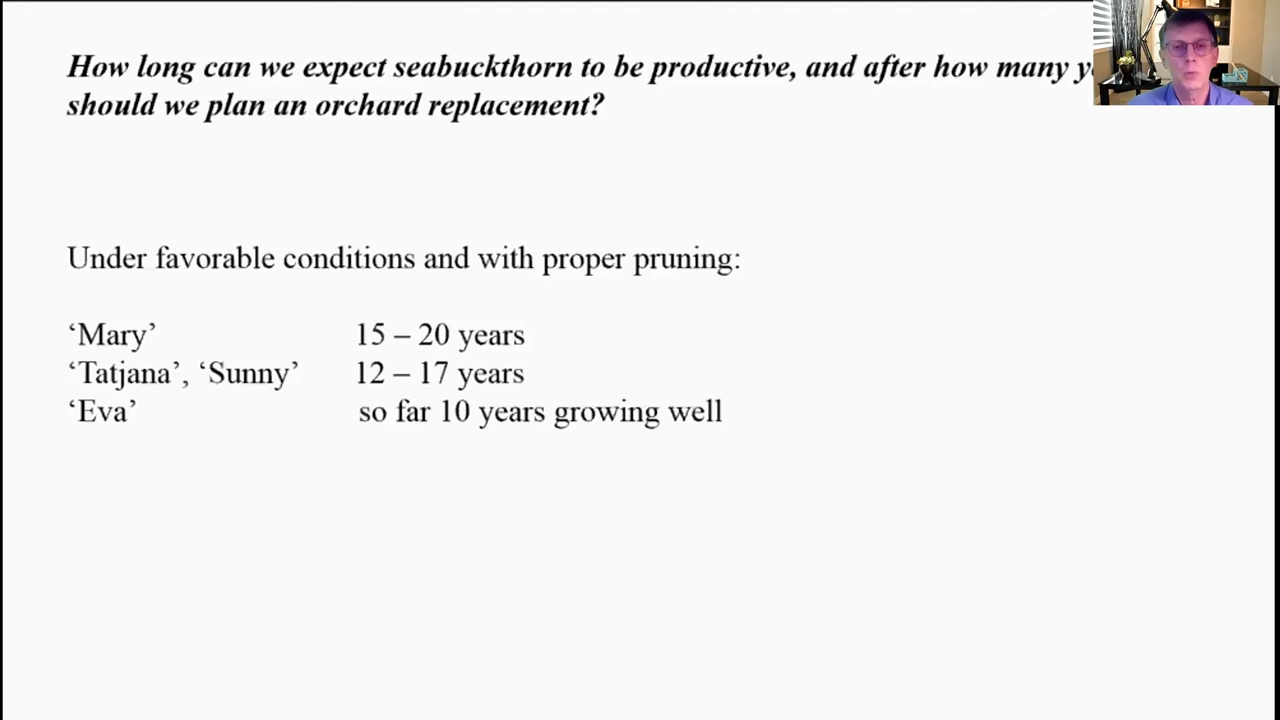 How long can we expect seabuckthorn to be productive, and after how many
should we plan an orchard replacement?
Under favorable conditions and with proper pruning:
‘Mary’ 15 – 20 years
‘Tatjana’, ‘Sunny’ 12 – 17 years
‘Eva’ so far 10 years growing well